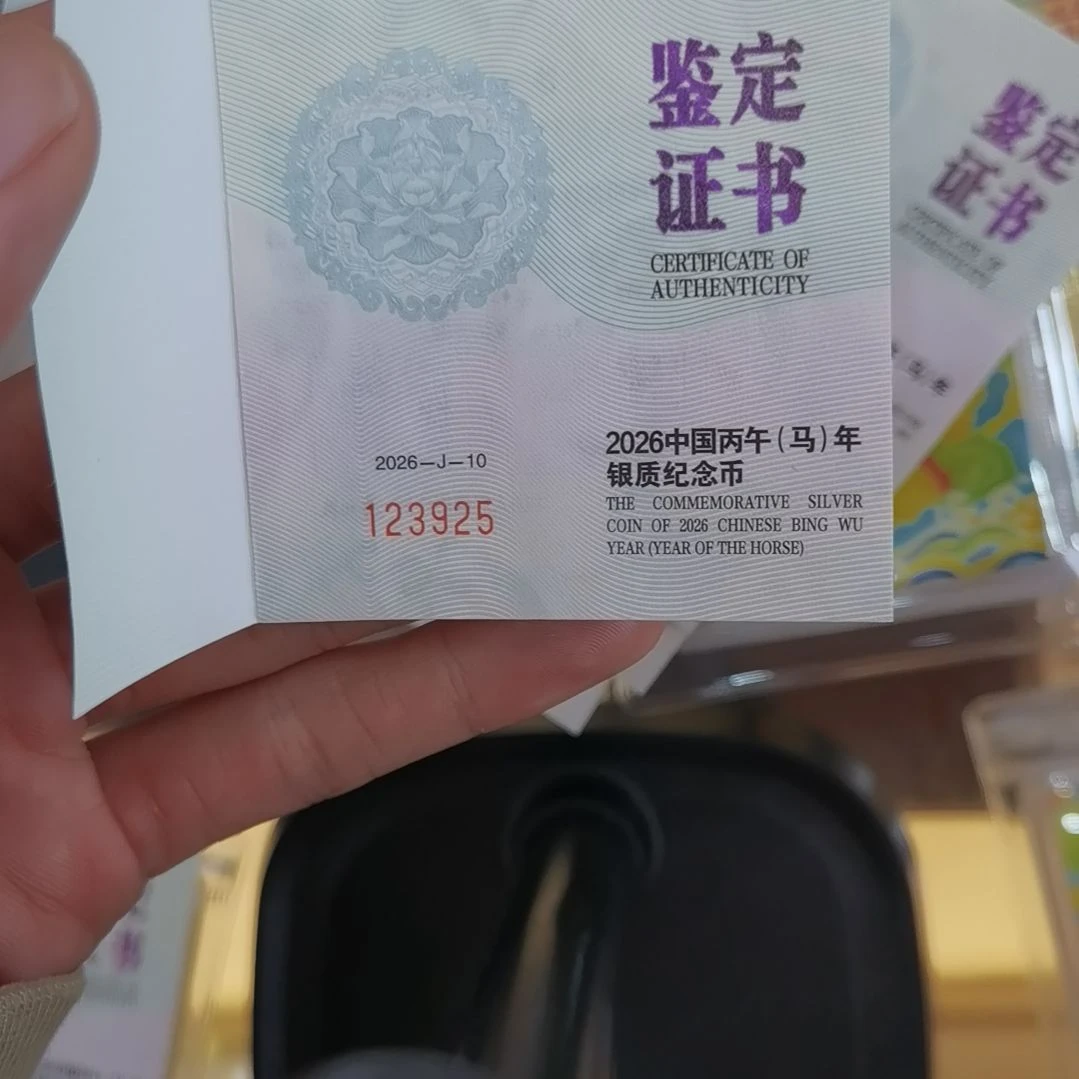 鉴定
证书
CERTIFICATE OF
AUTHENTICITY
2026中国丙午(马)年
银质纪念币
THE COMMEMORATIVE SILVER
COIN OF 2026 CHINESE BING WU
YEAR (YEAR OF THE HORSE)
2026—J—10
123925
鉴定
证书
书